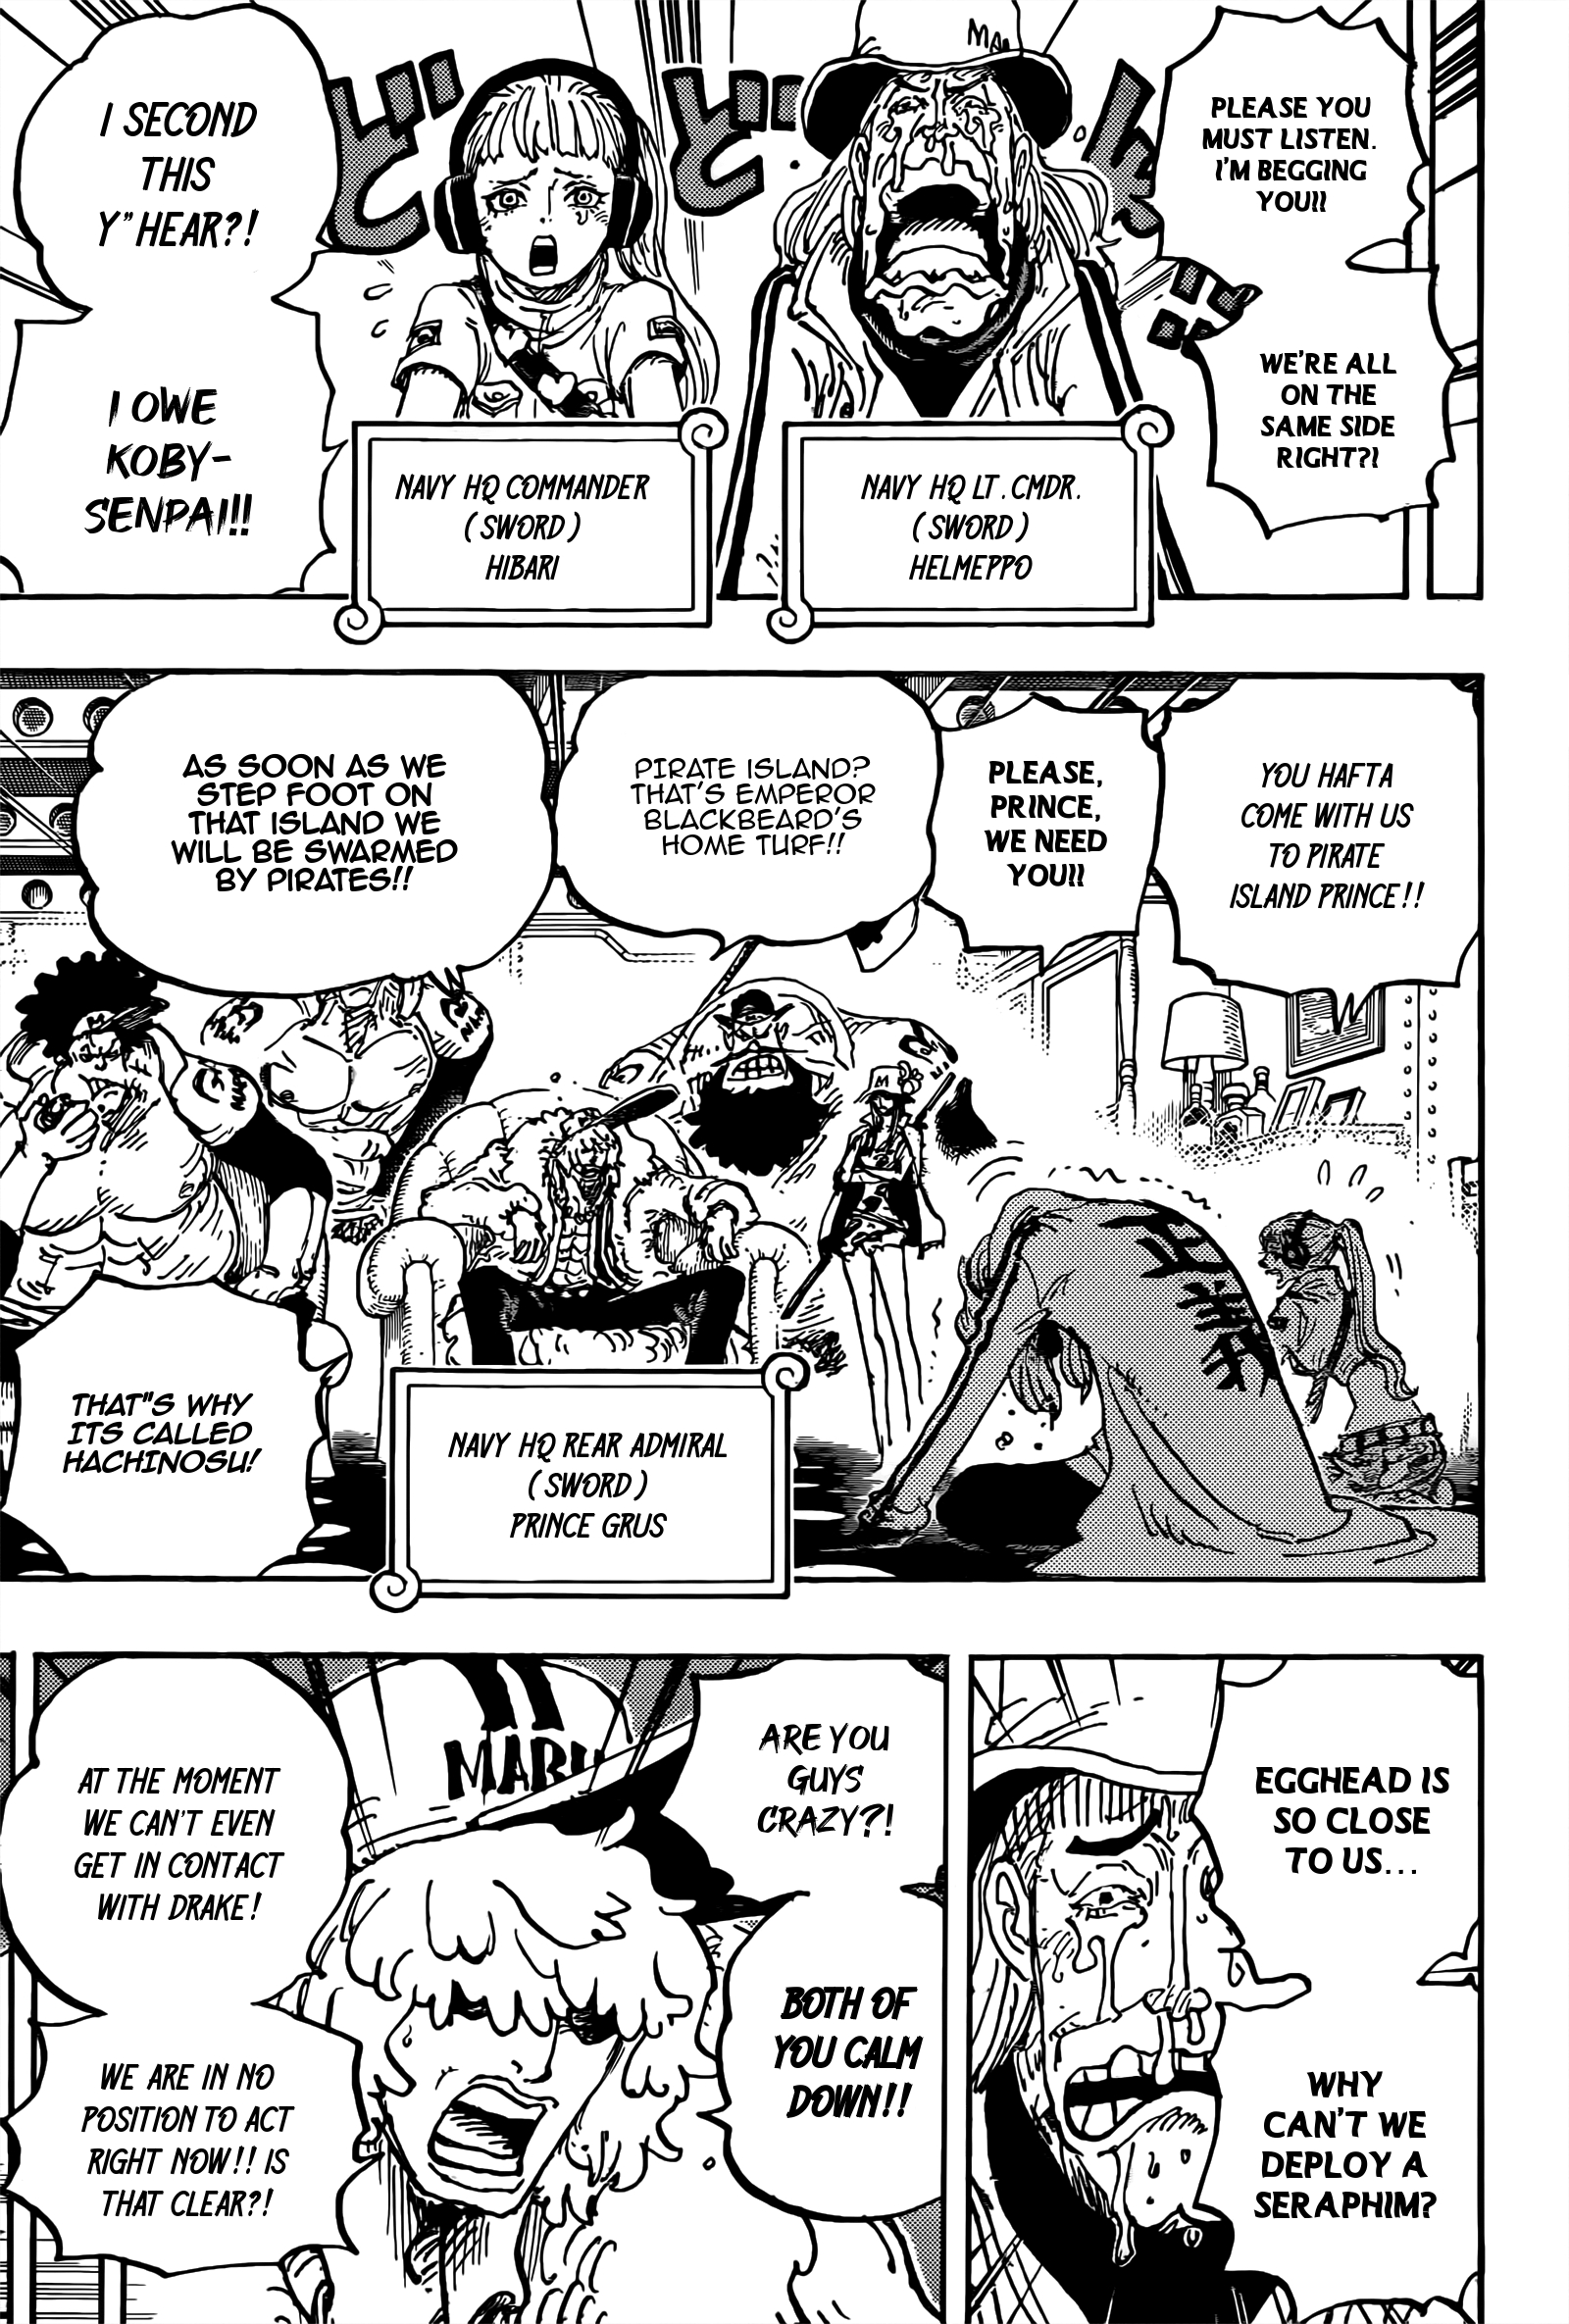 PLEASE YOU
MUST LISTEN.
I'M BEGGING
YOU!!
WE'RE ALL
ON THE
SAME SIDE
RIGHT?!
ドドん
I SECOND
THIS
Y" HEAR?!
I OWE
KOBY-
SENPAI!!!
NAVY HQ LT. CMDR.
(SWORD)
HELMEPPO
NAVY HQ COMMANDER
(SWORD)
HIBARI
YOU HAFTA
COME WITH US
TO PIRATE
ISLAND PRINCE!!
PLEASE,
PRINCE,
WE NEED
YOU!!
PIRATE ISLAND?
THAT'S EMPEROR
BLACKBEARD'S
HOME TURF!!
AS SOON AS WE
STEP FOOT ON
THAT ISLAND WE
WILL BE SWARMED
BY PIRATES!!
THAT"S WHY
ITS CALLED
HACHINOSU!
M
正義
NAVY HQ REAR ADMIRAL
(SWORD)
PRINCE GRUS
EGGHEAD IS
SO CLOSE
TO US...
WHY
CAN'T WE
DEPLOY A
SERAPHIM?
ARE YOU
GUYS
CRAZY?!
BOTH OF
YOU CALM
DOWN!!
AT THE MOMENT
WE CAN'T EVEN
GET IN CONTACT
WITH DRAKE!
WE ARE IN NO
POSITION TO ACT
RIGHT NOW!! IS
THAT CLEAR?!